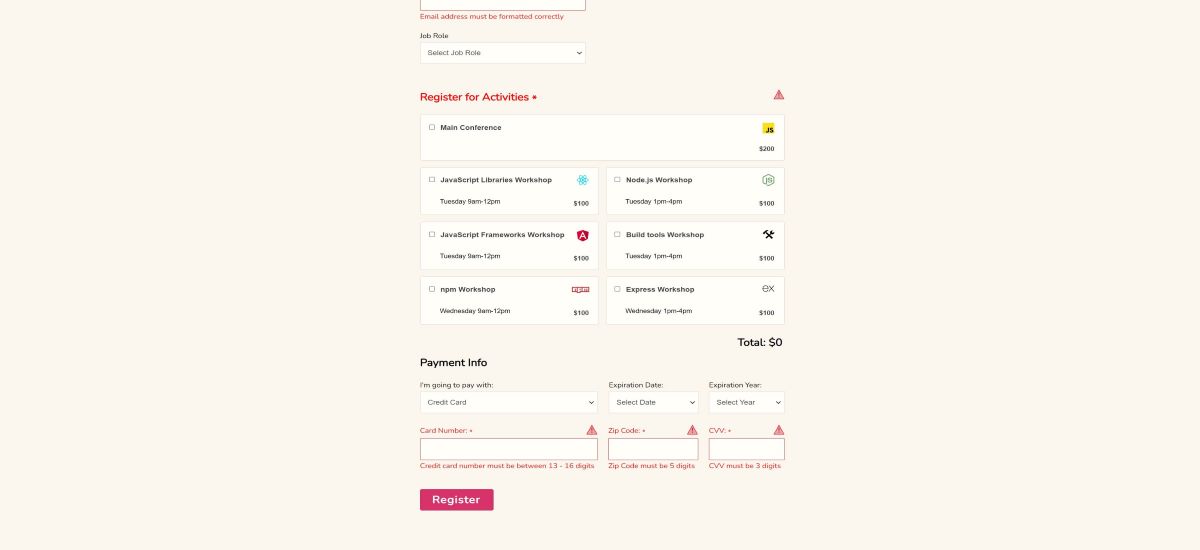 Email address must be formatted correctly
Job Role
Select Job Role
Register for Activities *
Main Conference
JS
$200
JavaScript Libraries Workshop
Tuesday 9am-12pm
$100
Node.js Workshop
JS
Tuesday 1pm-4pm
$100
JavaScript Frameworks Workshop
A
Tuesday 9am-12pm
$100
Build tools Workshop
Tuesday 1pm-4pm
$100
npm Workshop
npm
Wednesday 9am-12pm
$100
Express Workshop
ex
Wednesday 1pm-4pm
$100
Total: $0
Payment Info
I'm going to pay with:
Credit Card
Expiration Date:
Select Date
Expiration Year:
Select Year
Card Number: *
Credit card number must be between 13 - 16 digits
Zip Code: *
Zip Code must be 5 digits
CVV: *
CVV must be 3 digits
Register